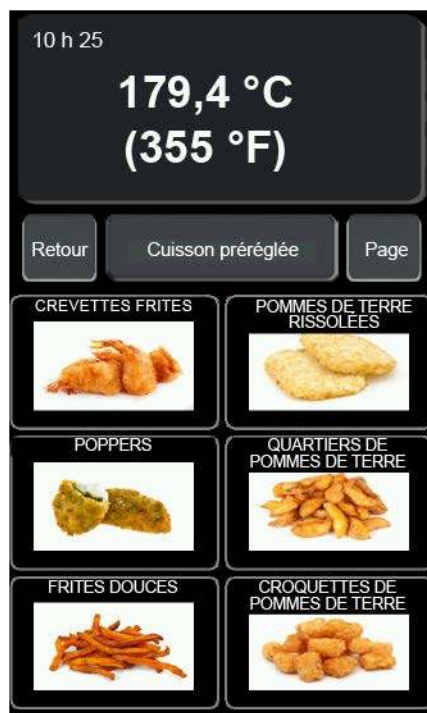 10 h 25
179,4 °C
(355 °F)
Retour
Cuisson préréglée
Page
CREVETTES FRITES
POMMES DE TERRE
RISSOLÉES
POPPERS
QUARTIERS DE
POMMES DE TERRE
FRITES DOUCES
CROQUETTES DE
POMMES DE TERRE